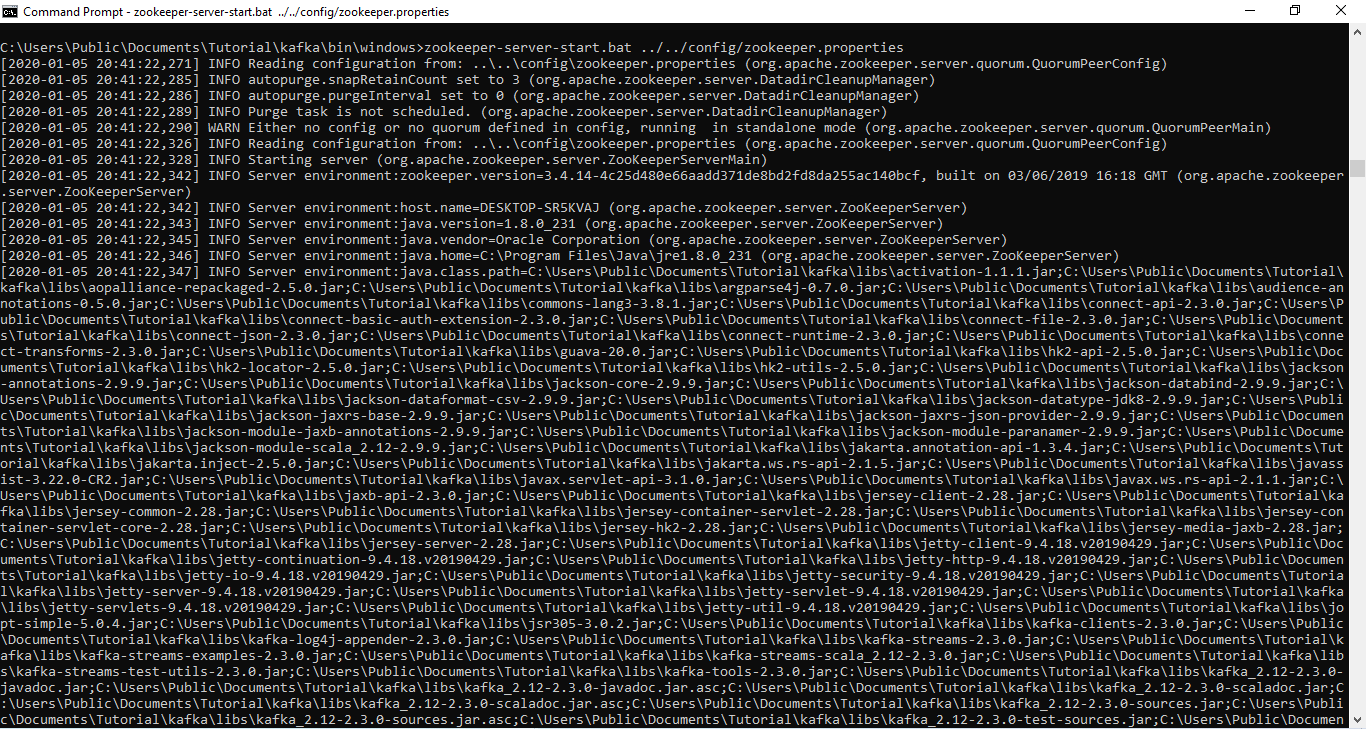 Command Prompt - zookeeper-server-start.bat ../../config/zookeeper.properties
C:\Users\Public\Documents\Tutorial\kafka\bin\windows>zookeeper-server-start.bat ../../config/zookeeper.properties
[2020-01-05 20:41:22,271] INFO Reading configuration from: ..\..\config\zookeeper.properties (org.apache.zookeeper.server.quorum.QuorumPeerConfig)
[2020-01-05 20:41:22,285] INFO autopurge.snapRetainCount set to 3 (org.apache.zookeeper.server.DatadirCleanupManager)
[2020-01-05 20:41:22,286] INFO autopurge.purgeInterval set to 0 (org.apache.zookeeper.server.DatadirCleanupManager)
[2020-01-05 20:41:22,289] INFO Purge task is not scheduled. (org.apache.zookeeper.server.DatadirCleanupManager)
[2020-01-05 20:41:22,290] WARN Either no config or no quorum defined in config, running  in standalone mode (org.apache.zookeeper.server.quorum.QuorumPeerMain)
[2020-01-05 20:41:22,326] INFO Reading configuration from: ..\..\config\zookeeper.properties (org.apache.zookeeper.server.quorum.QuorumPeerConfig)
[2020-01-05 20:41:22,328] INFO Starting server (org.apache.zookeeper.server.ZooKeeperServerMain)
[2020-01-05 20:41:22,342] INFO Server environment:zookeeper.version=3.4.14-4c25d480e66aadd371de8bd2fd8da255ac140bcf, built on 03/06/2019 16:18 GMT (org.apache.zookeeper
.server.ZooKeeperServer)
[2020-01-05 20:41:22,342] INFO Server environment:host.name=DESKTOP-SR5KVAJ (org.apache.zookeeper.server.ZooKeeperServer)
[2020-01-05 20:41:22,343] INFO Server environment:java.version=1.8.0_231 (org.apache.zookeeper.server.ZooKeeperServer)
[2020-01-05 20:41:22,345] INFO Server environment:java.vendor=Oracle Corporation (org.apache.zookeeper.server.ZooKeeperServer)
[2020-01-05 20:41:22,346] INFO Server environment:java.home=C:\Program Files\Java\jre1.8.0_231 (org.apache.zookeeper.server.ZooKeeperServer)
[2020-01-05 20:41:22,347] INFO Server environment:java.class.path=C:\Users\Public\Documents\Tutorial\kafka\libs\activation-1.1.1.jar;C:\Users\Public\Documents\Tutorial\
kafka\libs\aopalliance-repackaged-2.5.0.jar;C:\Users\Public\Documents\Tutorial\kafka\libs\argparse4j-0.7.0.jar;C:\Users\Public\Documents\Tutorial\kafka\libs\audience-an
notations-0.5.0.jar;C:\Users\Public\Documents\Tutorial\kafka\libs\commons-lang3-3.8.1.jar;C:\Users\Public\Documents\Tutorial\kafka\libs\connect-api-2.3.0.jar;C:\Users\P
ublic\Documents\Tutorial\kafka\libs\connect-basic-auth-extension-2.3.0.jar;C:\Users\Public\Documents\Tutorial\kafka\libs\connect-file-2.3.0.jar;C:\Users\Public\Document
s\Tutorial\kafka\libs\connect-json-2.3.0.jar;C:\Users\Public\Documents\Tutorial\kafka\libs\connect-runtime-2.3.0.jar;C:\Users\Public\Documents\Tutorial\kafka\libs\conne
ct-transforms-2.3.0.jar;C:\Users\Public\Documents\Tutorial\kafka\libs\guava-20.0.jar;C:\Users\Public\Documents\Tutorial\kafka\libs\hk2-api-2.5.0.jar;C:\Users\Public\Doc
uments\Tutorial\kafka\libs\hk2-locator-2.5.0.jar;C:\Users\Public\Documents\Tutorial\kafka\libs\hk2-utils-2.5.0.jar;C:\Users\Public\Documents\Tutorial\kafka\libs\jackson
-annotations-2.9.9.jar;C:\Users\Public\Documents\Tutorial\kafka\libs\jackson-core-2.9.9.jar;C:\Users\Public\Documents\Tutorial\kafka\libs\jackson-databind-2.9.9.jar;C:\
Users\Public\Documents\Tutorial\kafka\libs\jackson-dataformat-csv-2.9.9.jar;C:\Users\Public\Documents\Tutorial\kafka\libs\jackson-datatype-jdk8-2.9.9.jar;C:\Users\Publi
c\Documents\Tutorial\kafka\libs\jackson-jaxrs-base-2.9.9.jar;C:\Users\Public\Documents\Tutorial\kafka\libs\jackson-jaxrs-json-provider-2.9.9.jar;C:\Users\Public\Documen
ts\Tutorial\kafka\libs\jackson-module-jaxb-annotations-2.9.9.jar;C:\Users\Public\Documents\Tutorial\kafka\libs\jackson-module-paranamer-2.9.9.jar;C:\Users\Public\Docume
nts\Tutorial\kafka\libs\jackson-module-scala_2.12-2.9.9.jar;C:\Users\Public\Documents\Tutorial\kafka\libs\jakarta.annotation-api-1.3.4.jar;C:\Users\Public\Documents\Tut
orial\kafka\libs\jakarta.inject-2.5.0.jar;C:\Users\Public\Documents\Tutorial\kafka\libs\jakarta.ws.rs-api-2.1.5.jar;C:\Users\Public\Documents\Tutorial\kafka\libs\javass
ist-3.22.0-CR2.jar;C:\Users\Public\Documents\Tutorial\kafka\libs\javax.servlet-api-3.1.0.jar;C:\Users\Public\Documents\Tutorial\kafka\libs\javax.ws.rs-api-2.1.1.jar;C:\
Users\Public\Documents\Tutorial\kafka\libs\jaxb-api-2.3.0.jar;C:\Users\Public\Documents\Tutorial\kafka\libs\jersey-client-2.28.jar;C:\Users\Public\Documents\Tutorial\ka
fka\libs\jersey-common-2.28.jar;C:\Users\Public\Documents\Tutorial\kafka\libs\jersey-container-servlet-2.28.jar;C:\Users\Public\Documents\Tutorial\kafka\libs\jersey-con
tainer-servlet-core-2.28.jar;C:\Users\Public\Documents\Tutorial\kafka\libs\jersey-hk2-2.28.jar;C:\Users\Public\Documents\Tutorial\kafka\libs\jersey-media-jaxb-2.28.jar;
C:\Users\Public\Documents\Tutorial\kafka\libs\jersey-server-2.28.jar;C:\Users\Public\Documents\Tutorial\kafka\libs\jetty-client-9.4.18.v20190429.jar;C:\Users\Public\Doc
uments\Tutorial\kafka\libs\jetty-continuation-9.4.18.v20190429.jar;C:\Users\Public\Documents\Tutorial\kafka\libs\jetty-http-9.4.18.v20190429.jar;C:\Users\Public\Documen
ts\Tutorial\kafka\libs\jetty-io-9.4.18.v20190429.jar;C:\Users\Public\Documents\Tutorial\kafka\libs\jetty-security-9.4.18.v20190429.jar;C:\Users\Public\Documents\Tutoria
l\kafka\libs\jetty-server-9.4.18.v20190429.jar;C:\Users\Public\Documents\Tutorial\kafka\libs\jetty-servlet-9.4.18.v20190429.jar;C:\Users\Public\Documents\Tutorial\kafka
\libs\jetty-servlets-9.4.18.v20190429.jar;C:\Users\Public\Documents\Tutorial\kafka\libs\jetty-util-9.4.18.v20190429.jar;C:\Users\Public\Documents\Tutorial\kafka\libs\jo
pt-simple-5.0.4.jar;C:\Users\Public\Documents\Tutorial\kafka\libs\jsr305-3.0.2.jar;C:\Users\Public\Documents\Tutorial\kafka\libs\kafka-clients-2.3.0.jar;C:\Users\Public
\Documents\Tutorial\kafka\libs\kafka-log4j-appender-2.3.0.jar;C:\Users\Public\Documents\Tutorial\kafka\libs\kafka-streams-2.3.0.jar;C:\Users\Public\Documents\Tutorial\k
afka\libs\kafka-streams-examples-2.3.0.jar;C:\Users\Public\Documents\Tutorial\kafka\libs\kafka-streams-scala_2.12-2.3.0.jar;C:\Users\Public\Documents\Tutorial\kafka\lib
s\kafka-streams-test-utils-2.3.0.jar;C:\Users\Public\Documents\Tutorial\kafka\libs\kafka-tools-2.3.0.jar;C:\Users\Public\Documents\Tutorial\kafka\libs\kafka_2.12-2.3.0-
javadoc.jar;C:\Users\Public\Documents\Tutorial\kafka\libs\kafka_2.12-2.3.0-javadoc.jar.asc;C:\Users\Public\Documents\Tutorial\kafka\libs\kafka_2.12-2.3.0-scaladoc.jar;C
:\Users\Public\Documents\Tutorial\kafka\libs\kafka_2.12-2.3.0-scaladoc.jar.asc;C:\Users\Public\Documents\Tutorial\kafka\libs\kafka_2.12-2.3.0-sources.jar;C:\Users\Publi
c\Documents\Tutorial\kafka\libs\kafka_2.12-2.3.0-sources.jar.asc;C:\Users\Public\Documents\Tutorial\kafka\libs\kafka_2.12-2.3.0-test-sources.jar;C:\Users\Public\Documen